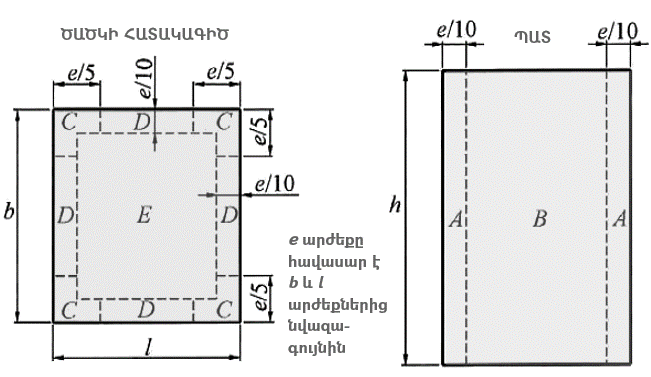 ԾԱԾԿԻ ՀԱՏԱԿԱԳԻԾ
e/5
e/10
e/5
C
D
C
e/5
b
D
E
D
e/10
C
D
C
e/5
l
e արժեքը
հավասար է
b և l
արժեքներից
նվազա-
գույնին
e/10
ՊԱՏ
e/10
h
A
B
A